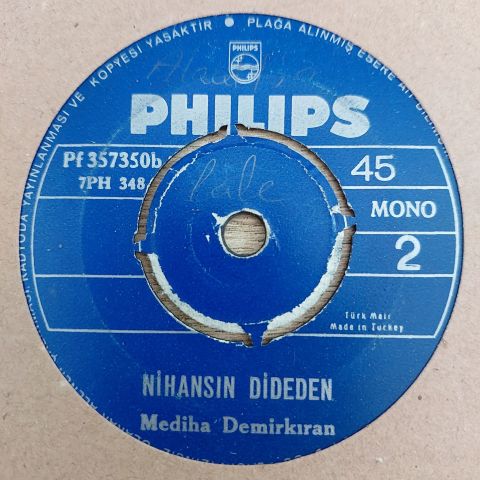 KOPYESİ YASAKTIR PLAĞA ALINMIŞ ESERE AİT
RADYODA YAYINLANMASI VE
PHILIPS
PHILIPS
Pf 357350b
7PH 348
45
MONO
2
Lale
Türk Malı
Made in Turkey
NİHANSIN DİDEDEN
Mediha Demirkıran